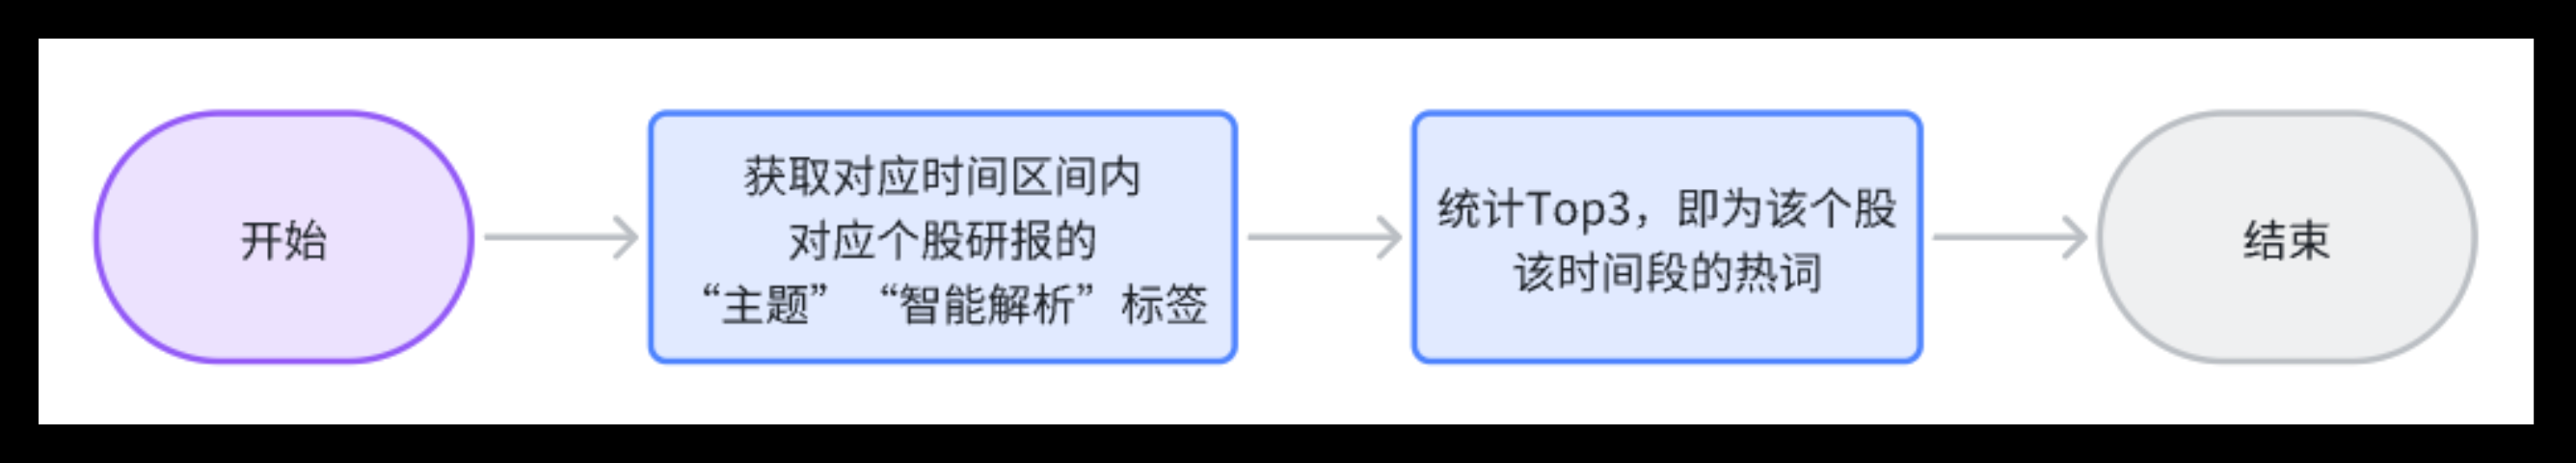 开始
获取对应时间区间内
对应个股研报的
“主题” “智能解析”标签
统计Top3，即为该个股
该时间段的热词
结束